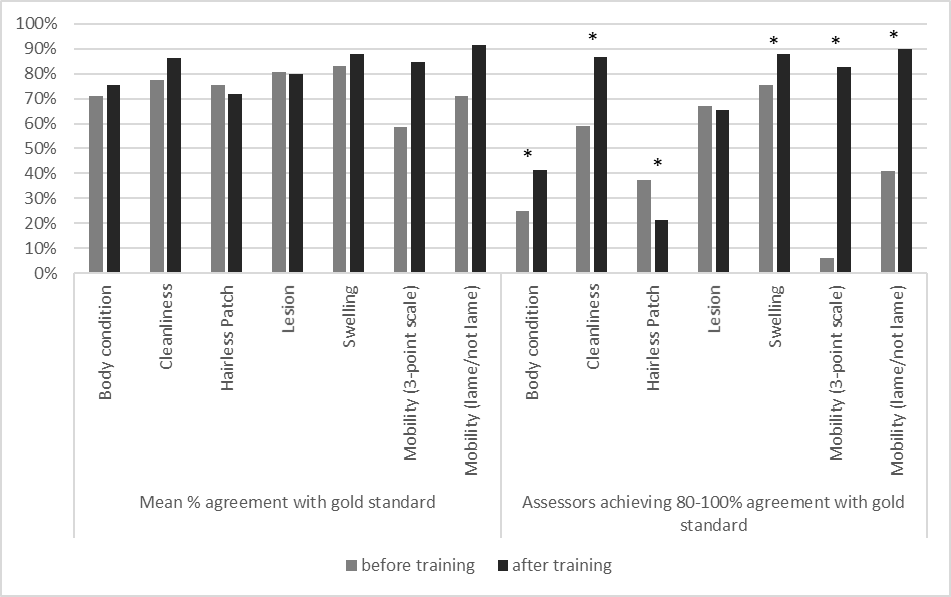 100%
90%
80%
70%
60%
50%
40%
30%
20%
10%
0%
*
*
*
*
*
*
Body condition
Cleanliness
Hairless Patch
Lesion
Swelling
Mobility (3-point scale)
Mobility (lame/not lame)
Body condition
Cleanliness
Hairless Patch
Lesion
Swelling
Mobility (3-point scale)
Mobility (lame/not lame)
Mean % agreement with gold standard
Assessors achieving 80-100% agreement with gold
standard
before training
after training